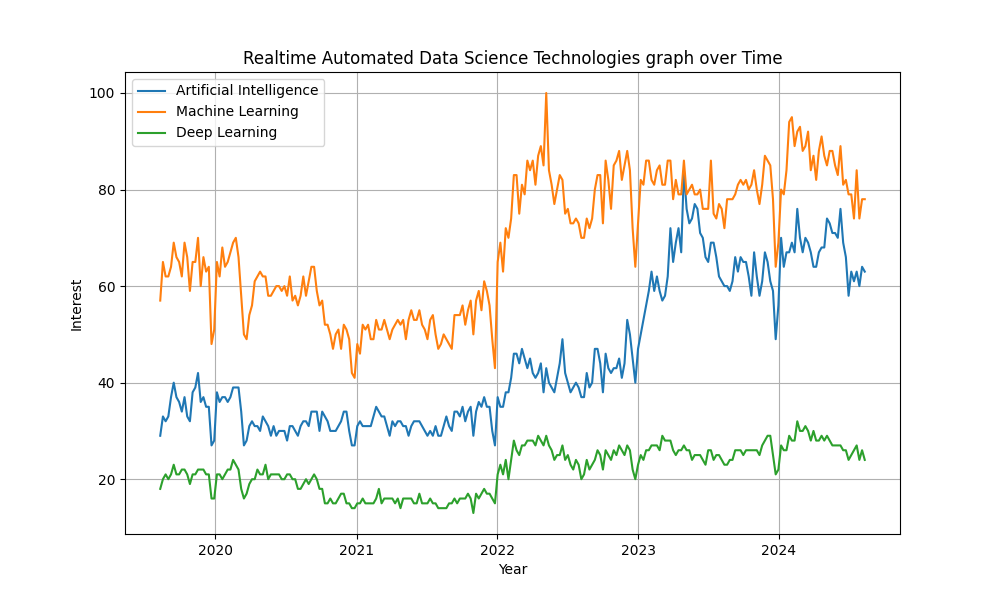 Realtime Automated Data Science Technologies graph over Time
Artificial Intelligence
Machine Learning
Deep Learning
100
80
60
40
20
Interest
2020 2021 2022 2023 2024
Year